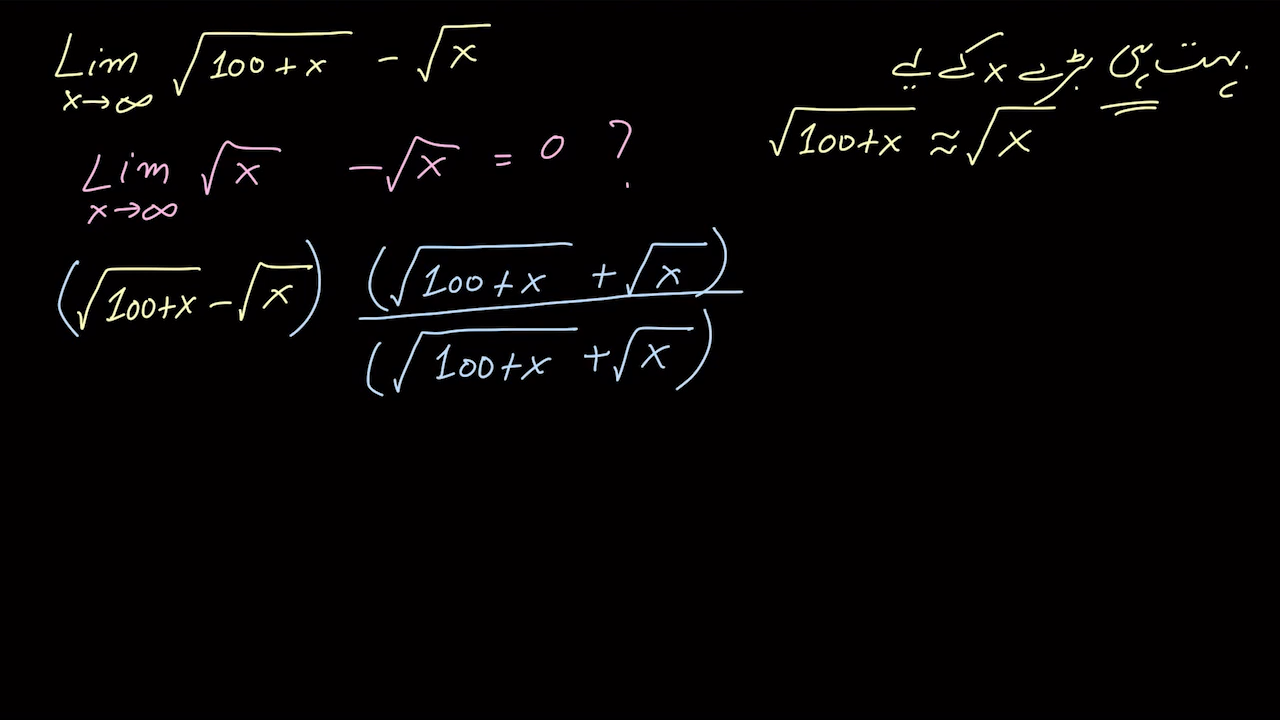 Lim x→∞ √(100+x) - √x
بہت ہی بڑے x کے لیے
√(100+x) ≈ √x
Lim x→∞ √x - √x = 0 ?
(√(100+x) - √x) (√(100+x) + √x) / (√(100+x) + √x)